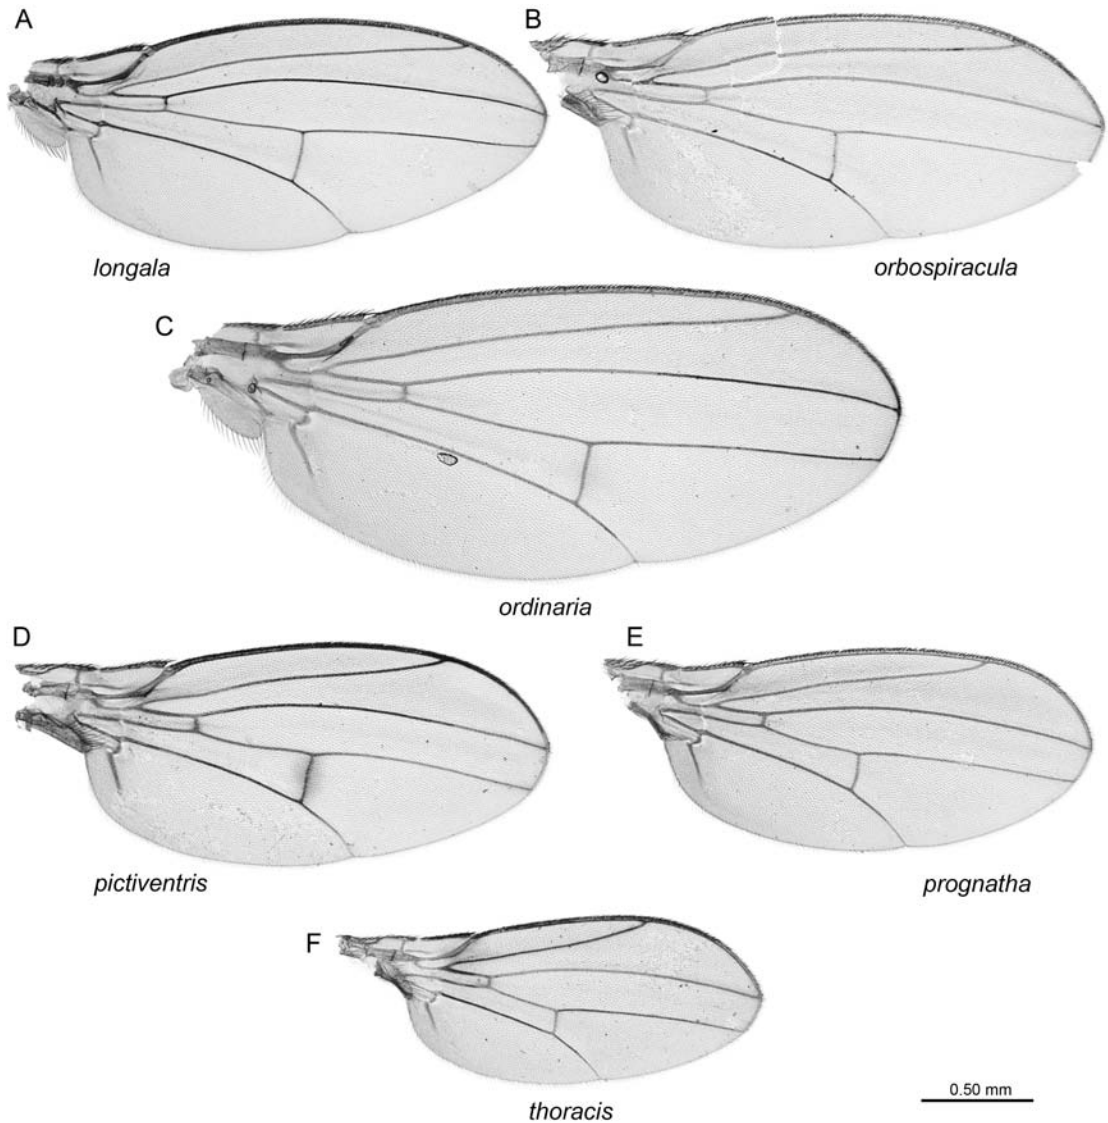 A
B
longala
orbospiracula
C
ordinaria
D
E
pictiventris
prognatha
F
thoracis
0.50 mm